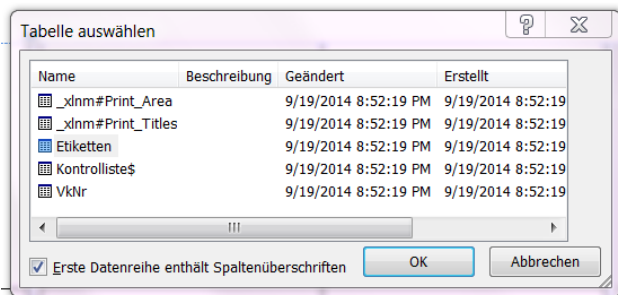 Tabelle auswählen
Name Beschreibung Geändert Erstellt
_xlnm#Print_Area 9/19/2014 8:52:19 PM 9/19/2014 8:52:19
_xlnm#Print_Titles 9/19/2014 8:52:19 PM 9/19/2014 8:52:19
Etiketten 9/19/2014 8:52:19 PM 9/19/2014 8:52:19
Kontrolliste$ 9/19/2014 8:52:19 PM 9/19/2014 8:52:19
VkNr 9/19/2014 8:52:19 PM 9/19/2014 8:52:19
Erste Datenreihe enthält Spaltenüberschriften OK Abbrechen